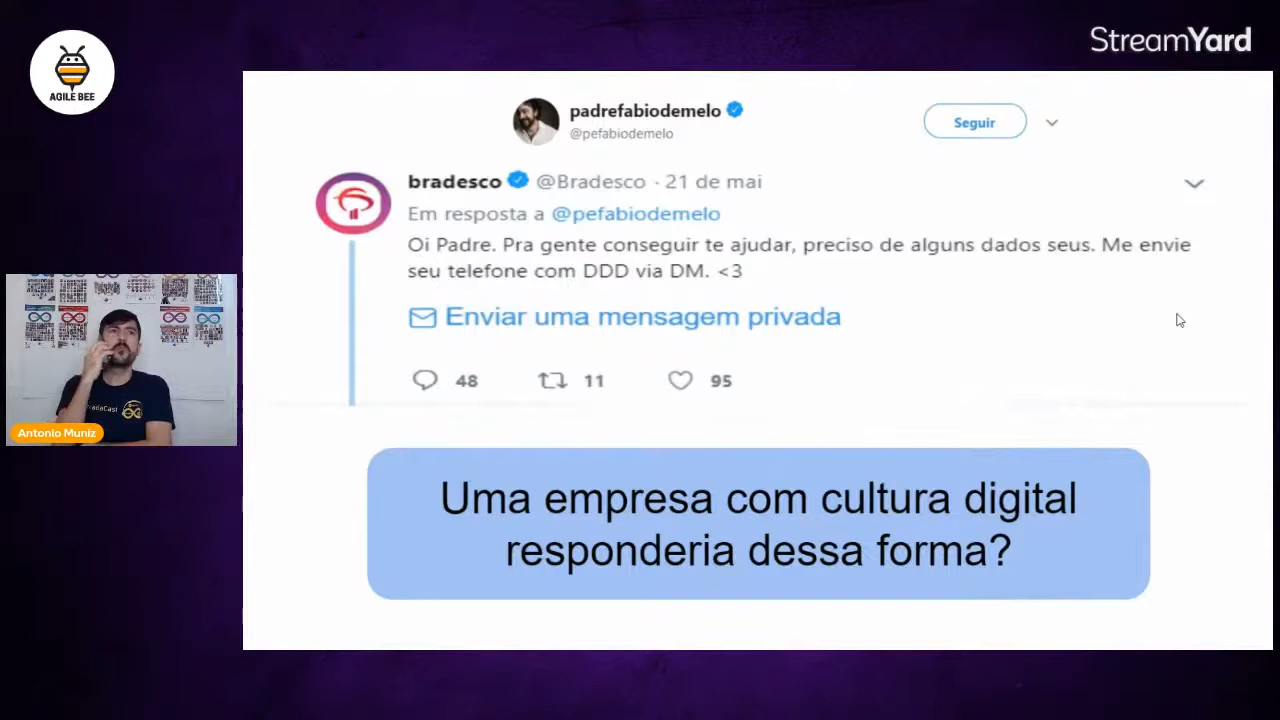 AGILE BEE
StreamYard
padrefabiodemelo
@pefabiodemelo
Seguir
bradesco @Bradesco · 21 de mai
Em resposta a @pefabiodemelo
Oi Padre. Pra gente conseguir te ajudar, preciso de alguns dados seus. Me envie
seu telefone com DDD via DM. <3
Enviar uma mensagem privada
48 11 95
Uma empresa com cultura digital
responderia dessa forma?
Antonio Muniz